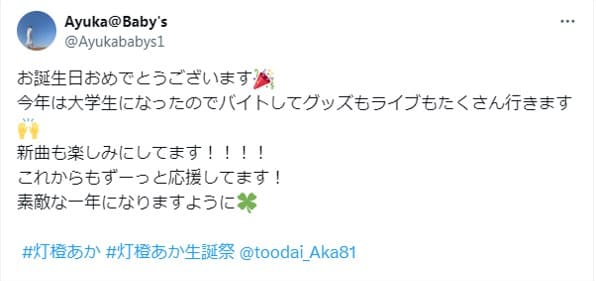 Ayuka@Baby's
@Ayukababys1
お誕生日おめでとうございます🎉
今年は大学生になったのでバイトしてグッズもライブもたくさん行きます
🙌
新曲も楽しみにしてます！！！！
これからもずーっと応援してます！
素敵な一年になりますように🍀
#灯橙あか #灯橙あか生誕祭 @toodai_Aka81